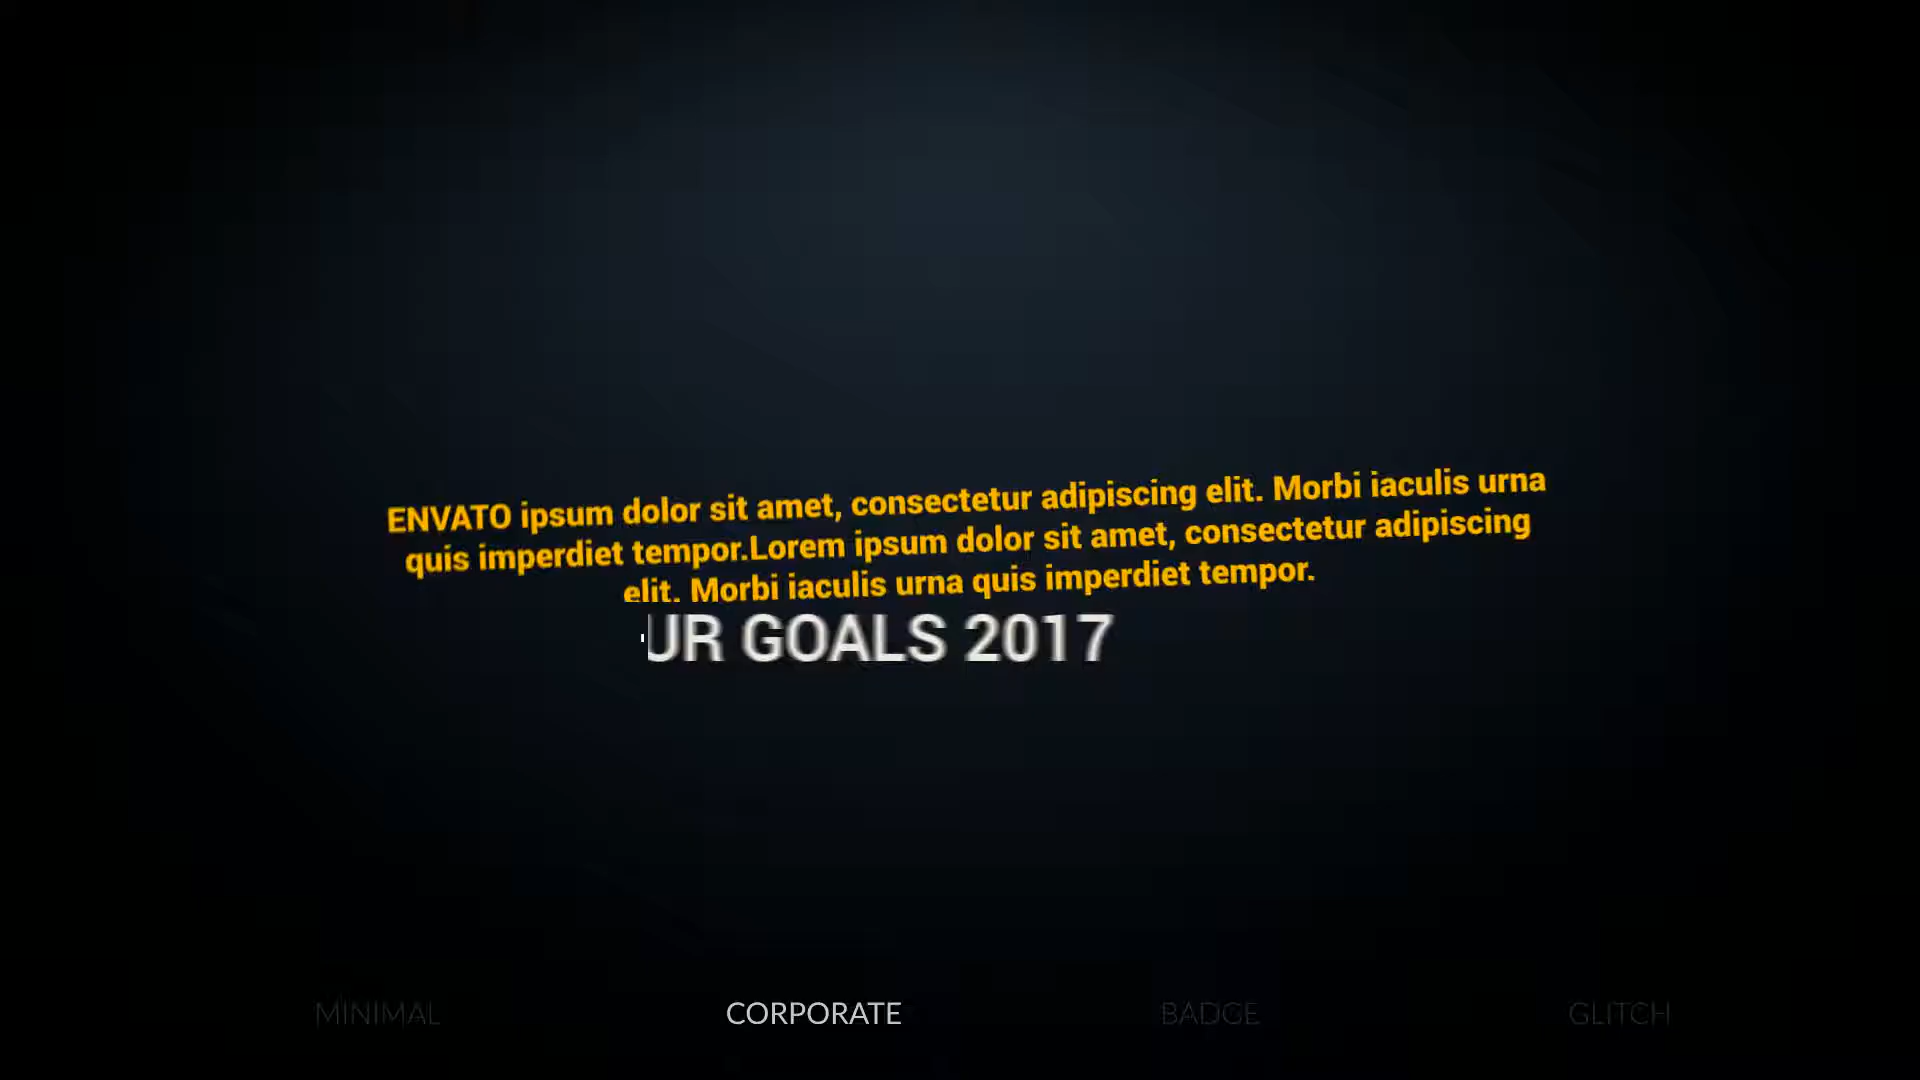 ENVATO ipsum dolor sit amet, consectetur adipiscing elit. Morbi iaculis urna
quis imperdiet tempor.Lorem ipsum dolor sit amet, consectetur adipiscing
elit. Morbi iaculis urna quis imperdiet tempor.
UR GOALS 2017
MINIMAL
CORPORATE
BADGE
GLITCH